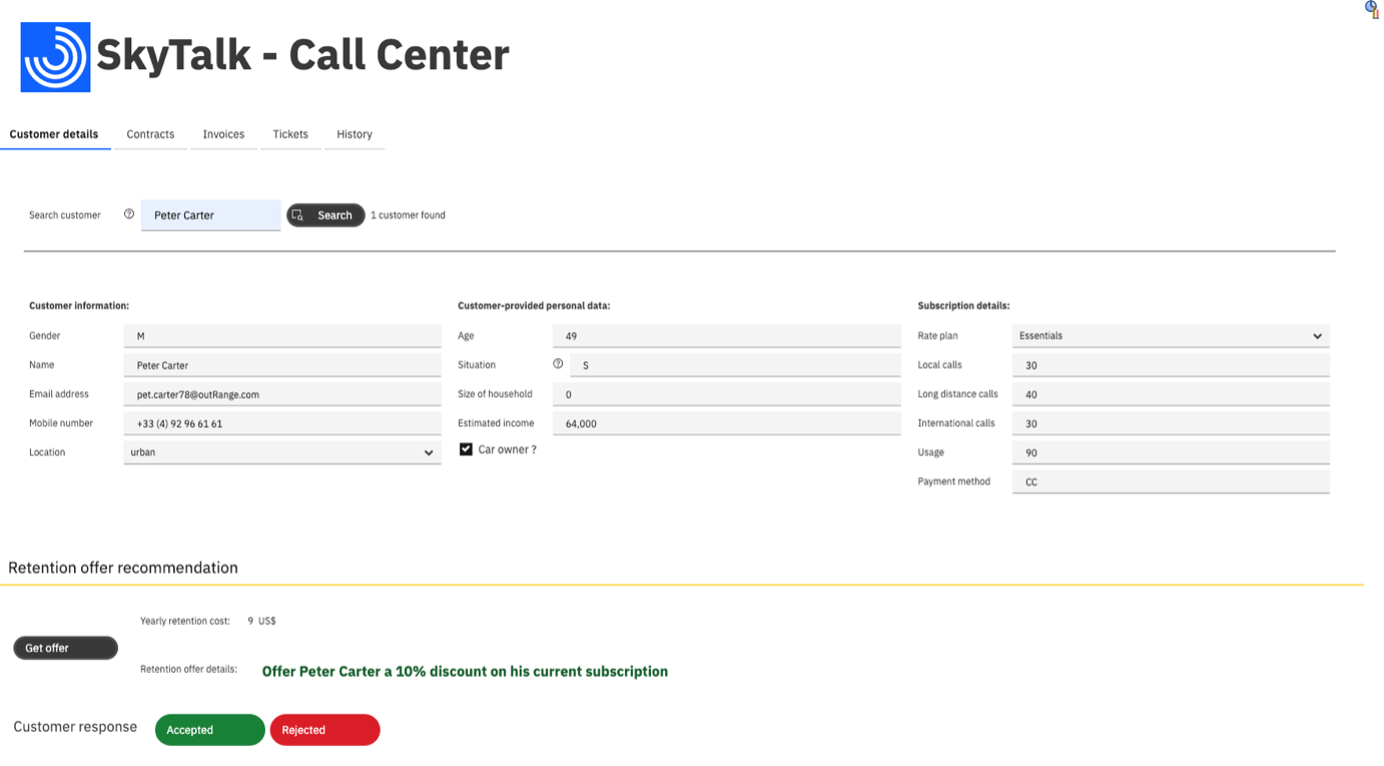 SkyTalk - Call Center
Customer details Contracts Invoices Tickets History
Search customer Peter Carter Search 1 customer found
Customer information:
Gender M
Name Peter Carter
Email address pet.carter78@outRange.com
Mobile number +33 (4) 92 96 61 61
Location urban
Customer-provided personal data:
Age 49
Situation S
Size of household 0
Estimated income 64,000
Car owner ?
Subscription details:
Rate plan Essentials
Local calls 30
Long distance calls 40
International calls 30
Usage 90
Payment method CC
Retention offer recommendation
Yearly retention cost: 9 US$
Get offer
Retention offer details: Offer Peter Carter a 10% discount on his current subscription
Customer response Accepted Rejected